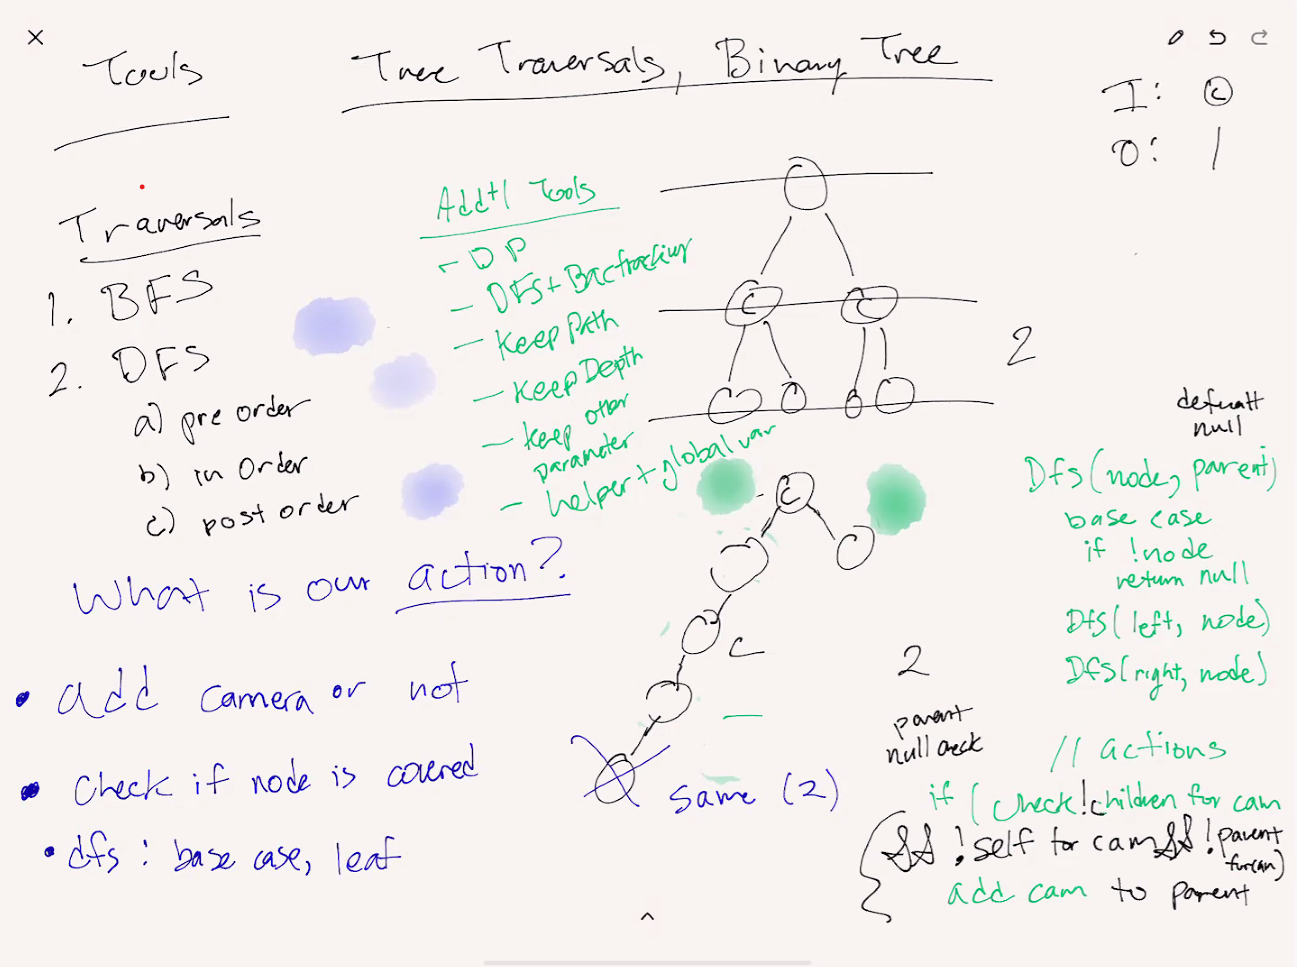 Tools
Tree Traversals, Binary Tree
I: C
O: 1
Traversals
1. BFS
2. DFS
a) pre order
b) in Order
c) post order
Add+l Tools
- DP
- DFS + Bactracking
- Keep Path
- Keep Depth
- Keep other
parameter
- helper + global var
C
C
2
C
C
2
Same (2)
What is our action?
• add camera or not
• Check if node is covered
• dfs : base case, leaf
default
null
Dfs(node, parent)
base case
if !node
return null
Dfs(left, node)
Dfs(right, node)
parent
null check
// actions
if (check !children for cam
&& !self for cam && !parent
for cam)
add cam to parent